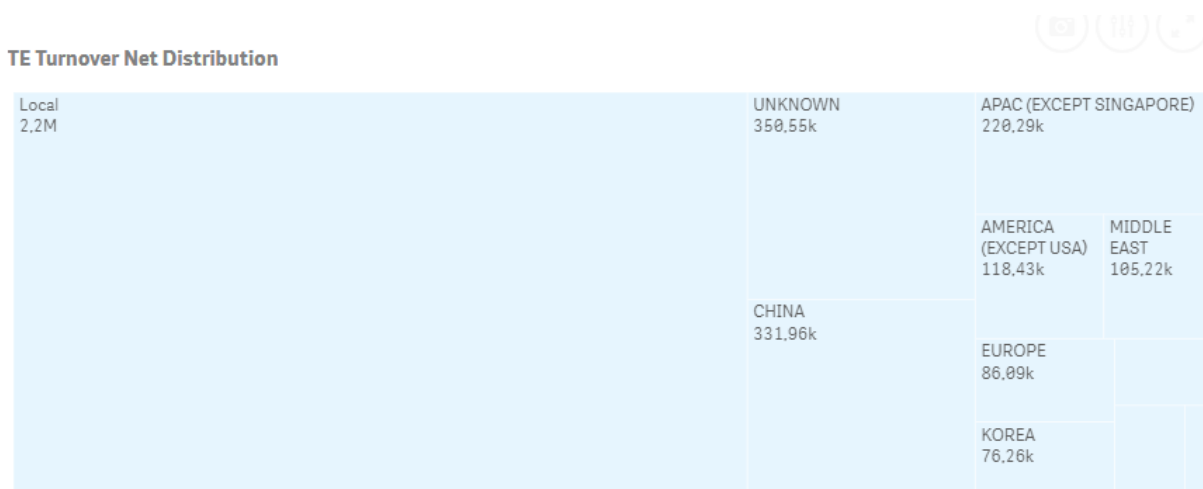 TE Turnover Net Distribution
Local
2,2M
UNKNOWN
350,55k
APAC (EXCEPT SINGAPORE)
220,29k
AMERICA
(EXCEPT USA)
118,43k
MIDDLE
EAST
105,22k
CHINA
331,96k
EUROPE
86,09k
KOREA
76,26k